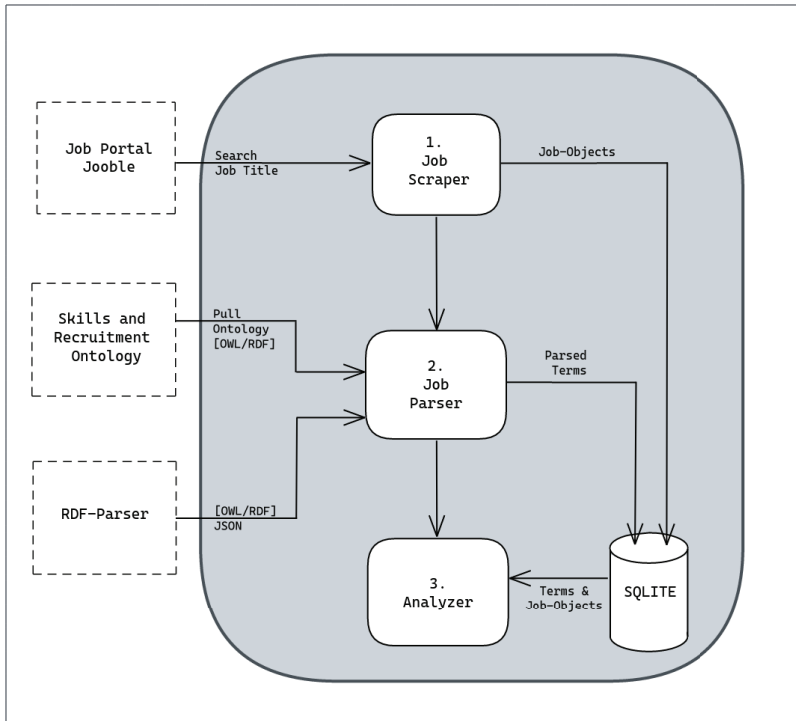 Job Portal
Jooble
Search
Job Title
1.
Job
Scraper
Job-Objects
Skills and
Recruitment
Ontology
Pull
Ontology
[OWL/RDF]
2.
Job
Parser
Parsed
Terms
RDF-Parser
[OWL/RDF]
JSON
3.
Analyzer
Terms &
Job-Objects
SQLITE